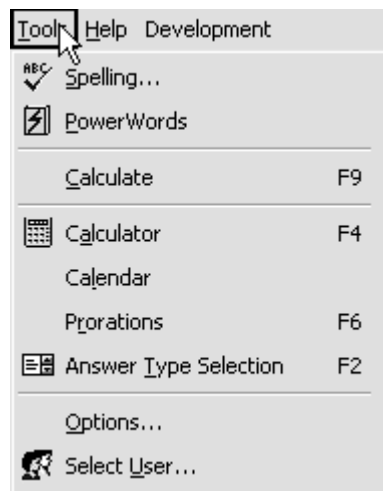 Tools Help Development
ABC Spelling...
PowerWords
Calculate F9
Calculator F4
Calendar
Prorations F6
Answer Type Selection F2
Options...
Select User...